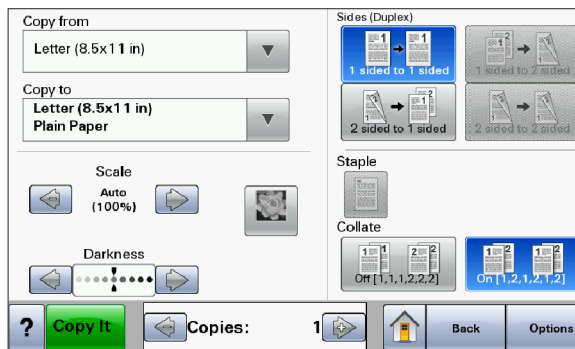 Copy from
Letter (8.5x11 in)
Copy to
Letter (8.5x11 in)
Plain Paper
Scale
Auto
(100%)
Darkness
Sides (Duplex)
1 sided to 1 sided
1 sided to 2 sided
2 sided to 1 sided
2 sided to 2 sided
Staple
Collate
Off [1,1,1,2,2,2]
On [1,2,1,2,1,2]
? Copy It Copies: 1 Back Options